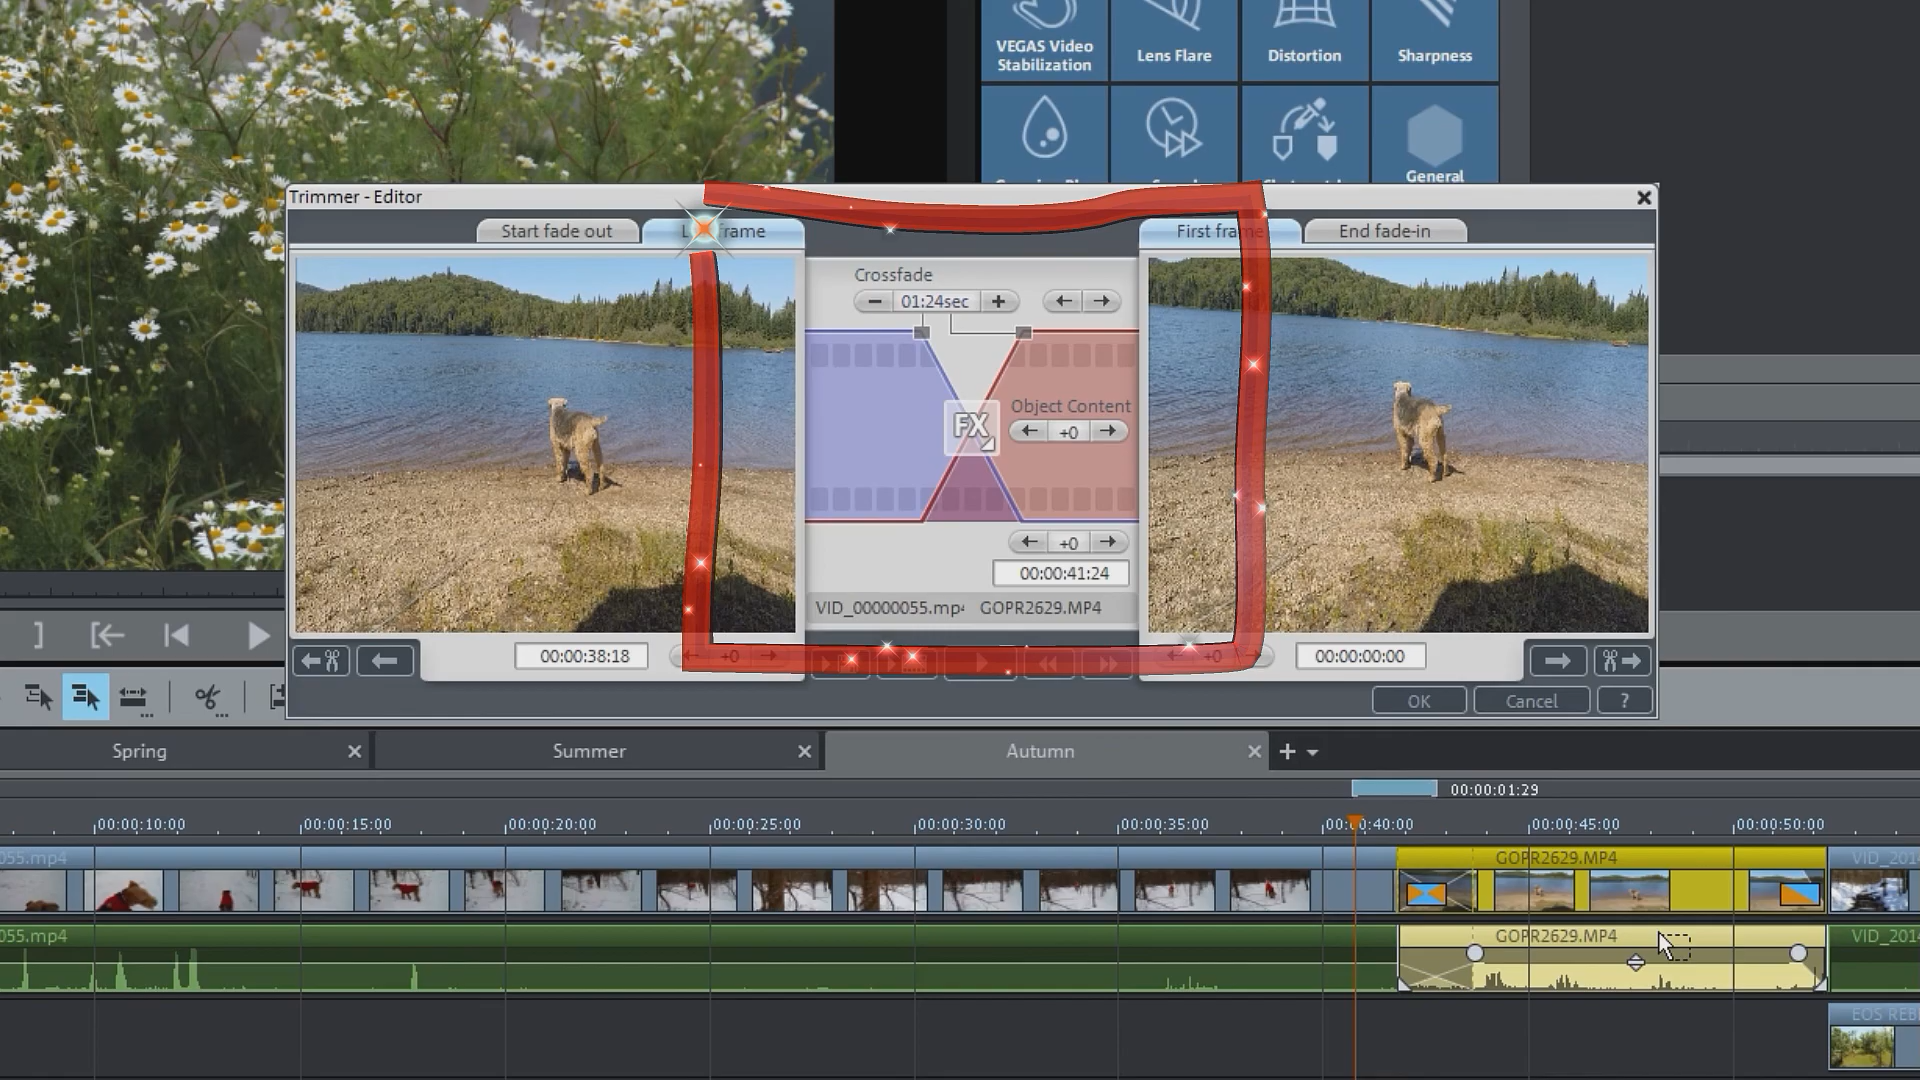 VEGAS Video
Stabilization
Lens Flare
Distortion
Sharpness
General
Trimmer - Editor
Start fade out
frame
First frame
End fade-in
Crossfade
01:24sec
FX
Object Content
+0
+0
00:00:41:24
VID_00000055.mp4
GOPR2629.MP4
00:00:38:18
+0
+0
00:00:00:00
OK
Cancel
?
Spring
Summer
Autumn
00:00:01:29
00:00:10:00
00:00:15:00
00:00:20:00
00:00:25:00
00:00:30:00
00:00:35:00
00:00:40:00
00:00:45:00
00:00:50:00
055.mp4
GOPR2629.MP4
VID_201
055.mp4
GOPR2629.MP4
VID_201
EOS REB